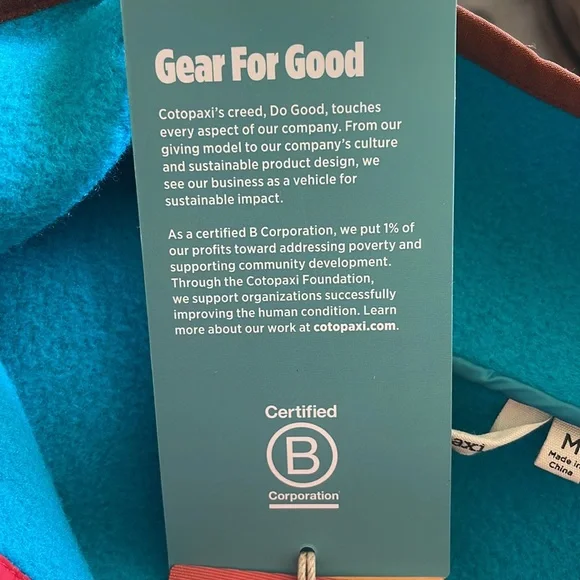 Gear For Good
Cotopaxi's creed, Do Good, touches
every aspect of our company. From our
giving model to our company's culture
and sustainable product design, we
see our business as a vehicle for
sustainable impact.
As a certified B Corporation, we put 1% of
our profits toward addressing poverty and
supporting community development.
Through the Cotopaxi Foundation,
we support organizations successfully
improving the human condition. Learn
more about our work at cotopaxi.com.
Certified
B
Corporation
M
Made in
China